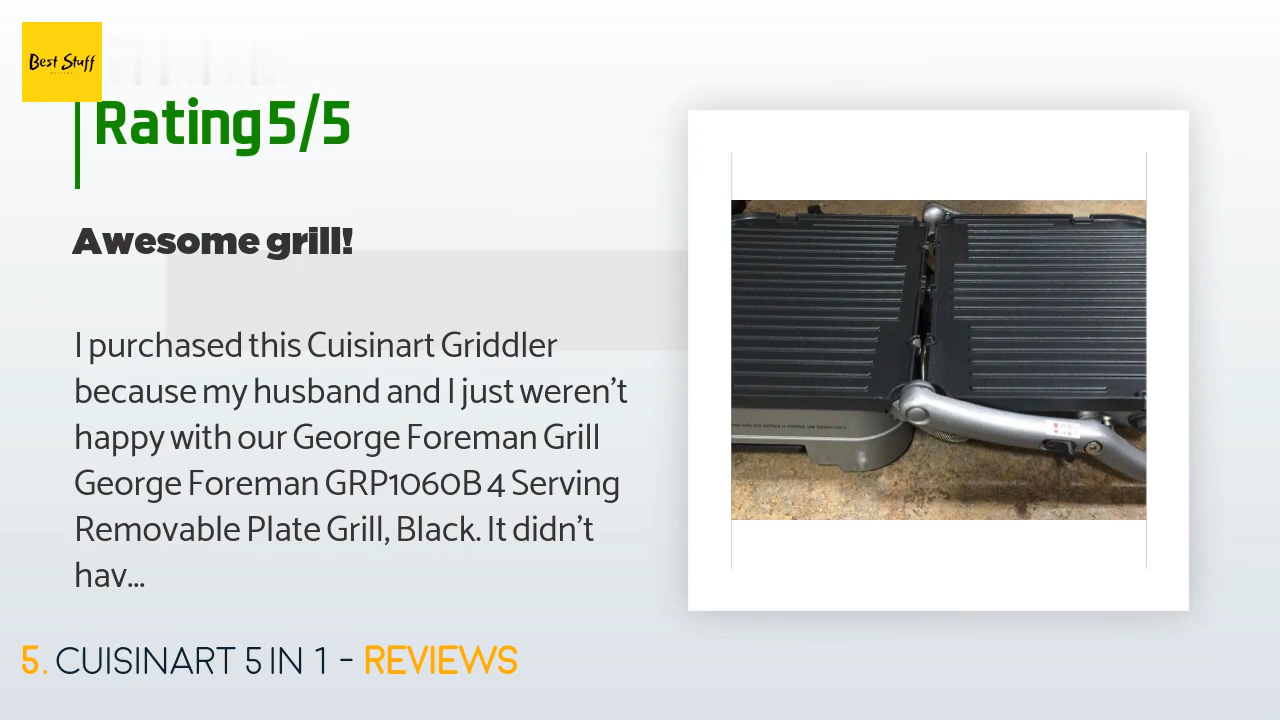 Best Stuff
Rating 5/5
Awesome grill!
I purchased this Cuisinart Griddler
because my husband and I just weren't
happy with our George Foreman Grill
George Foreman GRP1060B 4 Serving
Removable Plate Grill, Black. It didn't
hav...
5. CUISINART 5 IN 1 - REVIEWS